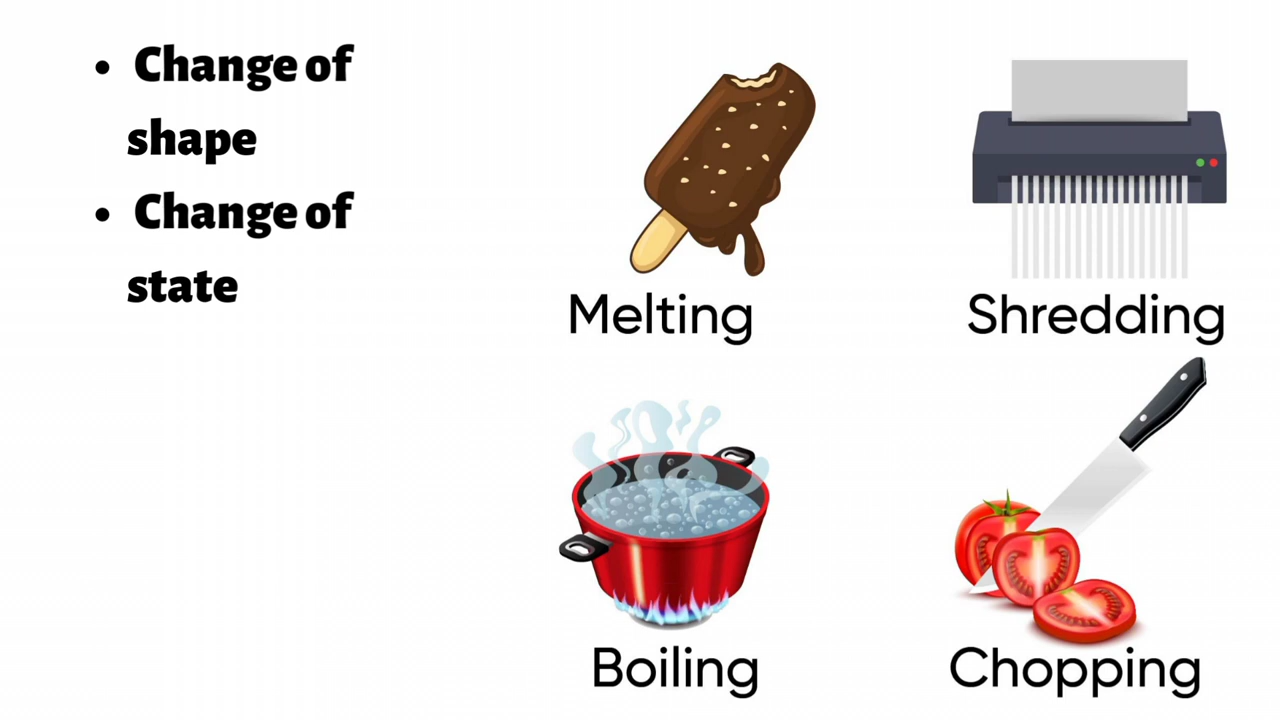 • Change of
shape
• Change of
state
Melting
Shredding
Boiling
Chopping